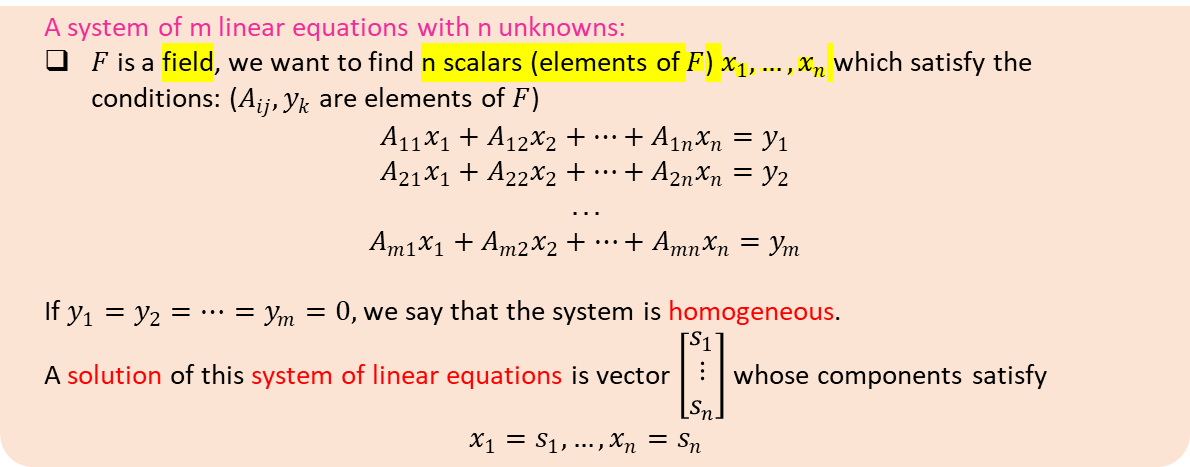 A system of m linear equations with n unknowns:
❑ F is a field, we want to find n scalars (elements of F) x₁, … , xₙ which satisfy the
conditions: (Aᵢⱼ, yₖ are elements of F)
A₁₁x₁ + A₁₂x₂ + ⋯ + A₁ₙxₙ = y₁
A₂₁x₁ + A₂₂x₂ + ⋯ + A₂ₙxₙ = y₂
…
Aₘ₁x₁ + Aₘ₂x₂ + ⋯ + Aₘₙxₙ = yₘ
If y₁ = y₂ = ⋯ = yₘ = 0, we say that the system is homogeneous.
A solution of this system of linear equations is vector [s₁ ⋮ sₙ] whose components satisfy
x₁ = s₁, … , xₙ = sₙ